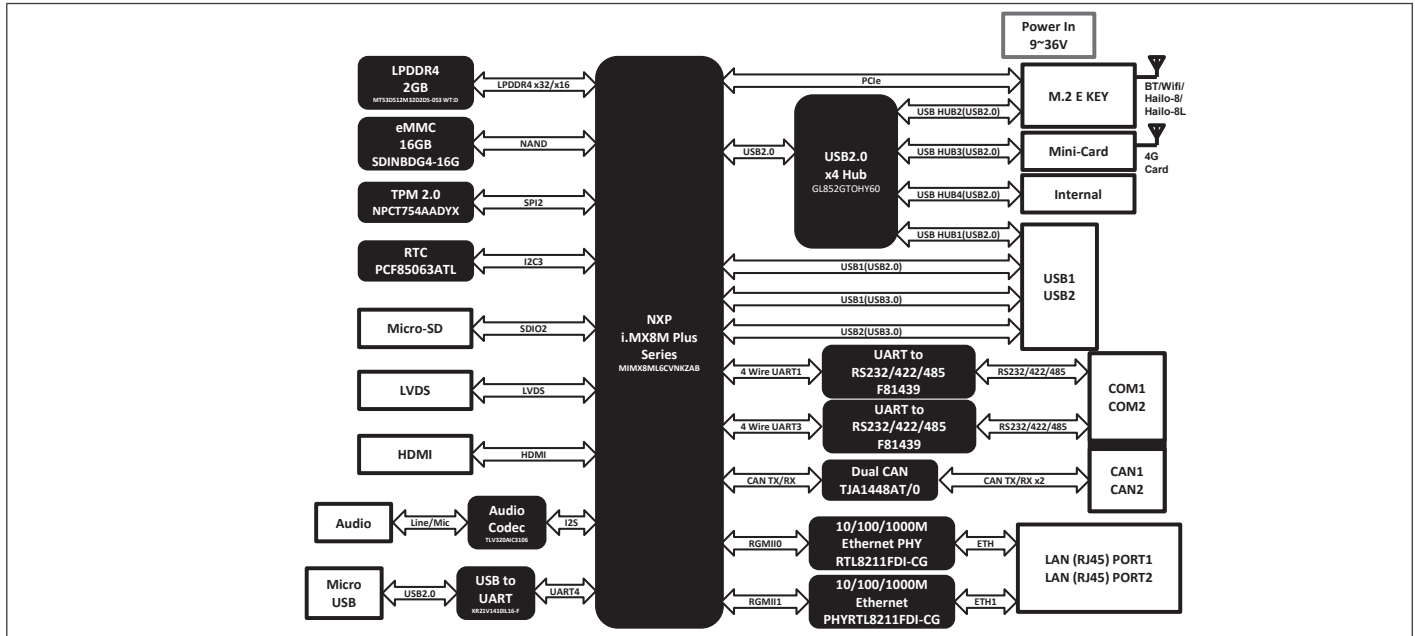 Power In
9~36V
LPDDR4
2GB
MT53D512M32D2DS-053 WT:D
LPDDR4 x32/x16
eMMC
16GB
SDINBDG4-16G
NAND
TPM 2.0
NPCT754AADYX
SPI2
RTC
PCF85063ATL
I2C3
Micro-SD
SDIO2
LVDS
LVDS
HDMI
HDMI
Audio
Line/Mic
Audio
Codec
TLV320AIC3106
I2S
Micro
USB
USB2.0
USB to
UART
XR21V1410IL16-F
UART4
NXP
i.MX8M Plus
Series
MIMX8ML6CVNKZAB
PCIe
M.2 E KEY
BT/Wifi/
Hailo-8/
Hailo-8L
USB2.0
USB2.0
x4 Hub
GL852GTOHY60
USB HUB2(USB2.0)
USB HUB3(USB2.0)
Mini-Card
4G
Card
USB HUB4(USB2.0)
Internal
USB HUB1(USB2.0)
USB1(USB2.0)
USB1(USB3.0)
USB2(USB3.0)
USB1
USB2
4 Wire UART1
UART to
RS232/422/485
F81439
RS232/422/485
4 Wire UART3
UART to
RS232/422/485
F81439
RS232/422/485
COM1
COM2
CAN TX/RX
Dual CAN
TJA1448AT/0
CAN TX/RX x2
CAN1
CAN2
RGMII0
10/100/1000M
Ethernet PHY
RTL8211FDI-CG
ETH
RGMII1
10/100/1000M
Ethernet
PHYRTL8211FDI-CG
ETH1
LAN (RJ45) PORT1
LAN (RJ45) PORT2